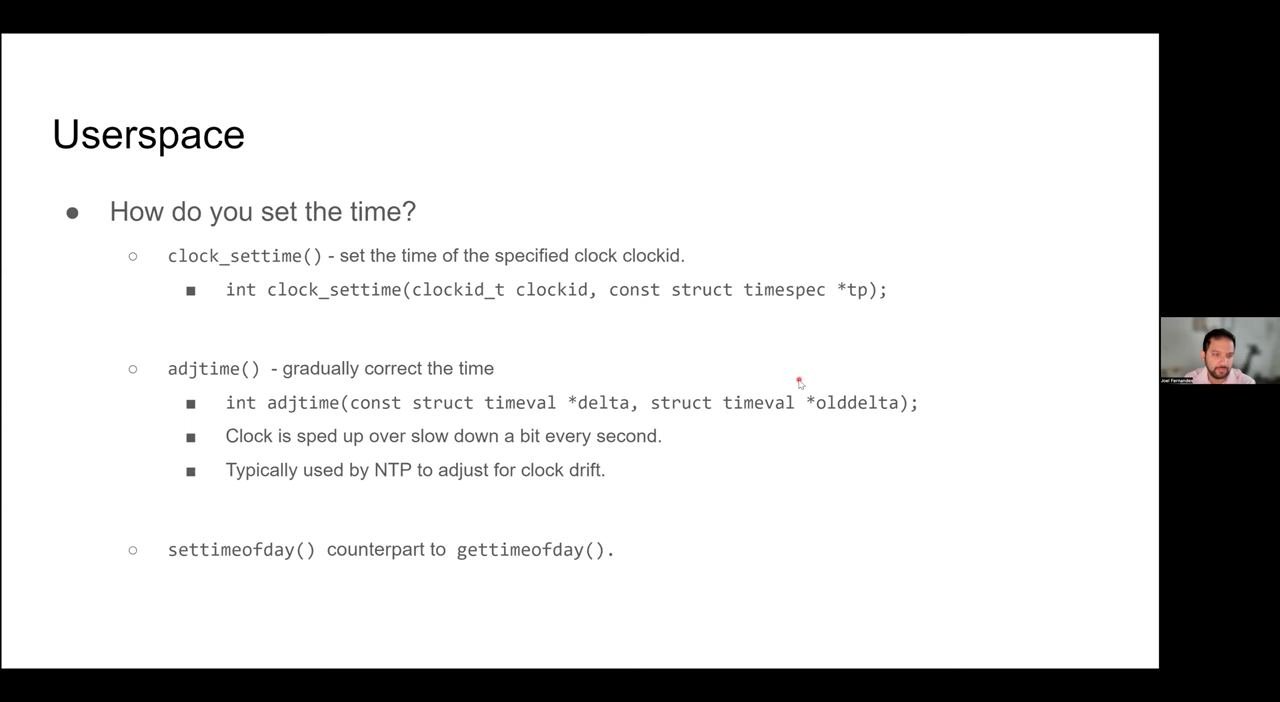 Userspace
● How do you set the time?
○ clock_settime() - set the time of the specified clock clockid.
■ int clock_settime(clockid_t clockid, const struct timespec *tp);
○ adjtime() - gradually correct the time
■ int adjtime(const struct timeval *delta, struct timeval *olddelta);
■ Clock is sped up over slow down a bit every second.
■ Typically used by NTP to adjust for clock drift.
○ settimeofday() counterpart to gettimeofday().
Joel Fernandes